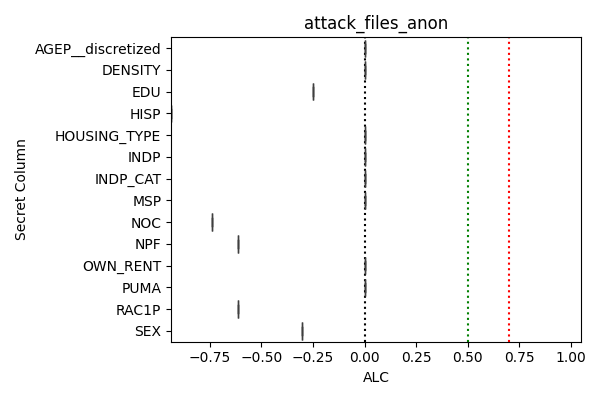 attack_files_anon
AGEP__discretized
DENSITY
EDU
HISP
HOUSING_TYPE
INDP
INDP_CAT
MSP
NOC
NPF
OWN_RENT
PUMA
RAC1P
SEX
Secret Column
−0.75 −0.50 −0.25 0.00 0.25 0.50 0.75 1.00
ALC